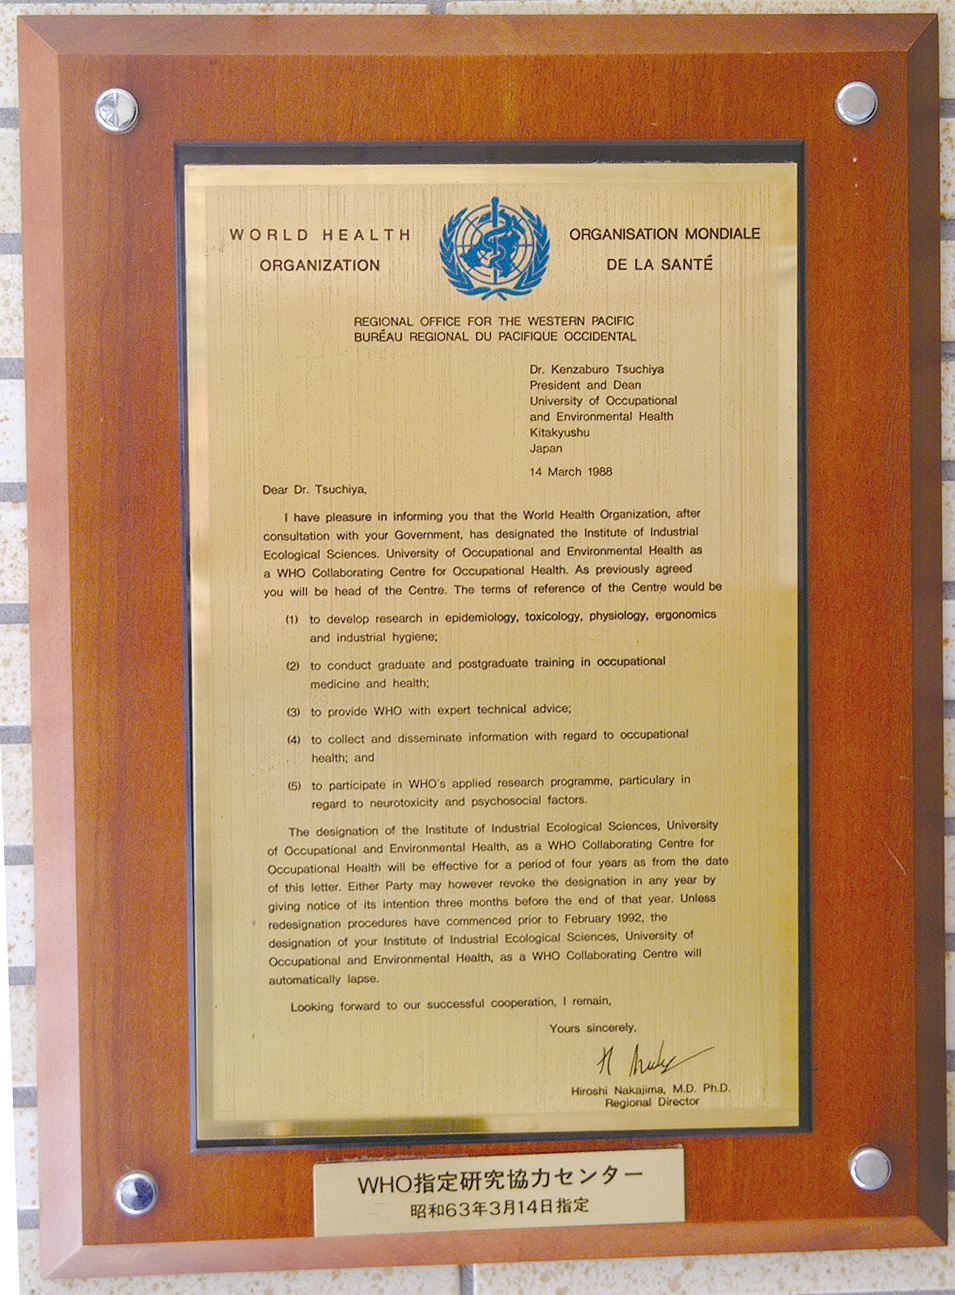 WORLD HEALTH
ORGANIZATION
ORGANISATION MONDIALE
DE LA SANTÉ
REGIONAL OFFICE FOR THE WESTERN PACIFIC
BURÉAU REGIONAL DU PACIFIQUE OCCIDENTAL
Dr. Kenzaburo Tsuchiya
President and Dean
University of Occupational
and Environmental Health
Kitakyushu
Japan
14 March 1988
Dear Dr. Tsuchiya,
I have pleasure in informing you that the World Health Organization, after
consultation with your Government, has designated the Institute of Industrial
Ecological Sciences. University of Occupational and Environmental Health as
a WHO Collaborating Centre for Occupational Health. As previously agreed
you will be head of the Centre. The terms of reference of the Centre would be
(1) to develop research in epidemiology, toxicology, physiology, ergonomics
and industrial hygiene;
(2) to conduct graduate and postgraduate training in occupational
medicine and health;
(3) to provide WHO with expert technical advice;
(4) to collect and disseminate information with regard to occupational
health; and
(5) to participate in WHO's applied research programme, particulary in
regard to neurotoxicity and psychosocial factors.
The designation of the Institute of Industrial Ecological Sciences, University
of Occupational and Environmental Health, as a WHO Collaborating Centre for
Occupational Health will be effective for a period of four years as from the date
of this letter. Either Party may however revoke the designation in any year by
giving notice of its intention three months before the end of that year. Unless
redesignation procedures have commenced prior to February 1992, the
designation of your Institute of Industrial Ecological Sciences, University of
Occupational and Environmental Health, as a WHO Collaborating Centre will
automatically lapse.
Looking forward to our successful cooperation, I remain,
Yours sincerely,
Hiroshi Nakajima, M.D. Ph.D.
Regional Director
WHO指定研究協力センター
昭和63年3月14日指定